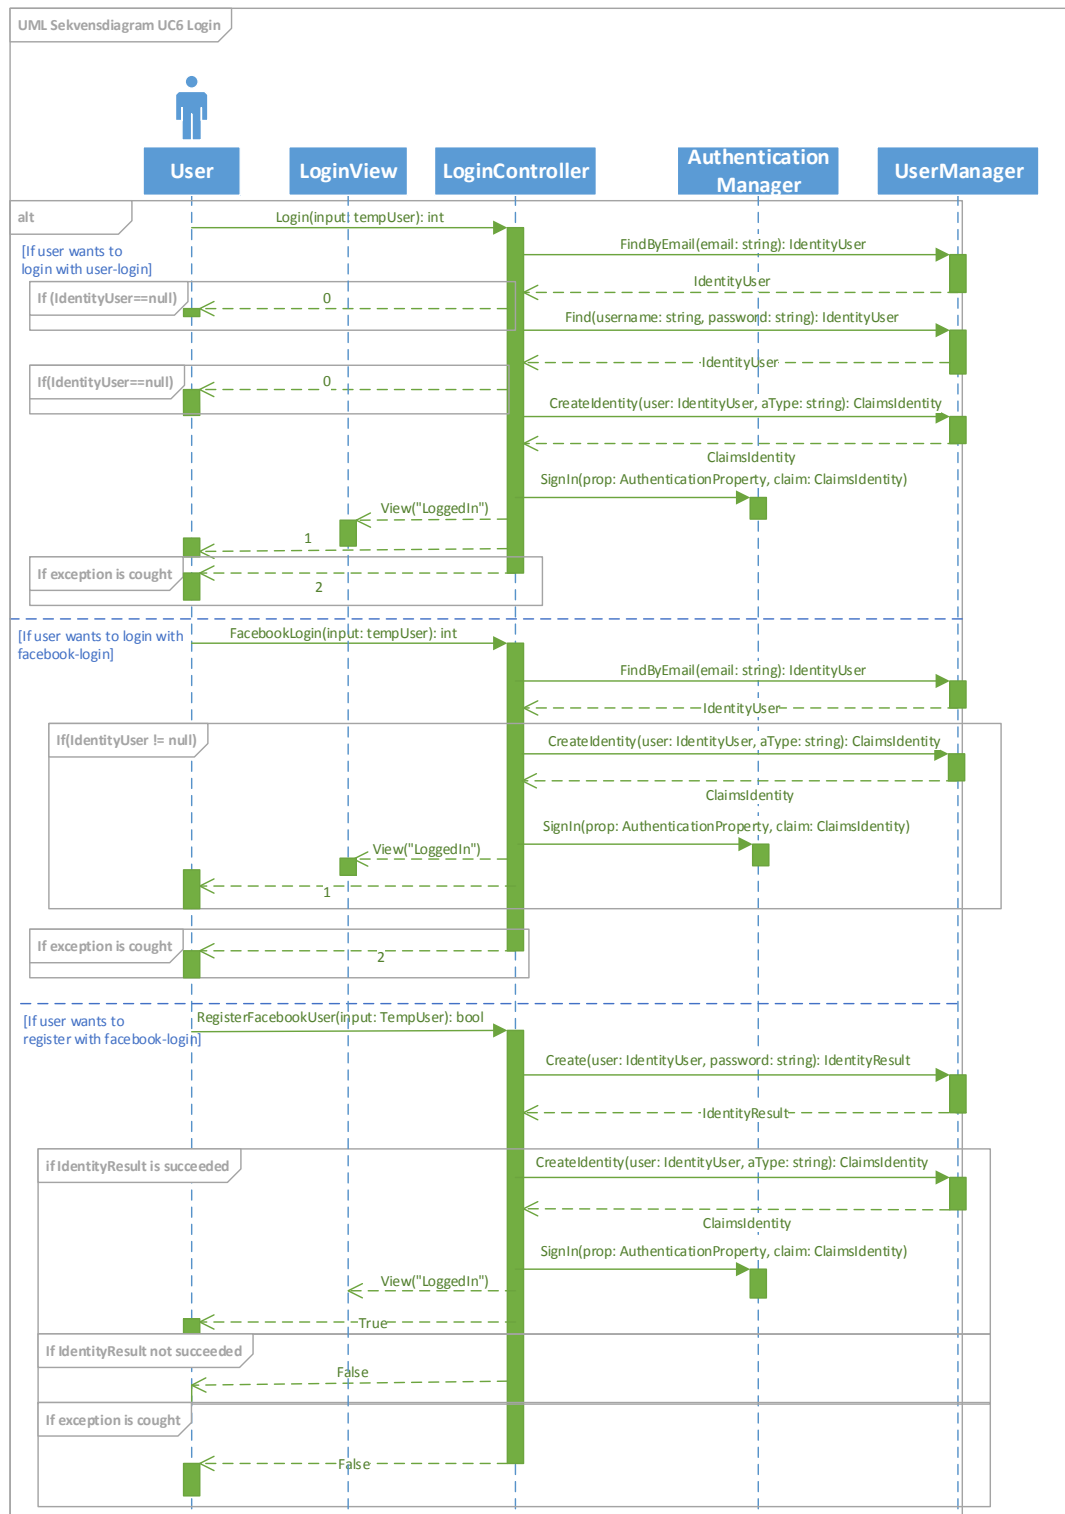 UML Sekvensdiagram UC6 Login
User
LoginView
LoginController
Authentication
Manager
UserManager
alt
Login(input: tempUser): int
[If user wants to
login with user-login]
FindByEmail(email: string): IdentityUser
IdentityUser
If (IdentityUser==null)
0
Find(username: string, password: string): IdentityUser
IdentityUser
If(IdentityUser==null)
0
CreateIdentity(user: IdentityUser, aType: string): ClaimsIdentity
ClaimsIdentity
SignIn(prop: AuthenticationProperty, claim: ClaimsIdentity)
View("LoggedIn")
1
If exception is cought
2
[If user wants to login with
facebook-login]
FacebookLogin(input: tempUser): int
FindByEmail(email: string): IdentityUser
IdentityUser
If(IdentityUser != null)
CreateIdentity(user: IdentityUser, aType: string): ClaimsIdentity
ClaimsIdentity
SignIn(prop: AuthenticationProperty, claim: ClaimsIdentity)
View("LoggedIn")
1
If exception is cought
2
[If user wants to
register with facebook-login]
RegisterFacebookUser(input: TempUser): bool
Create(user: IdentityUser, password: string): IdentityResult
IdentityResult
if IdentityResult is succeeded
CreateIdentity(user: IdentityUser, aType: string): ClaimsIdentity
ClaimsIdentity
SignIn(prop: AuthenticationProperty, claim: ClaimsIdentity)
View("LoggedIn")
True
If IdentityResult not succeeded
False
If exception is cought
False